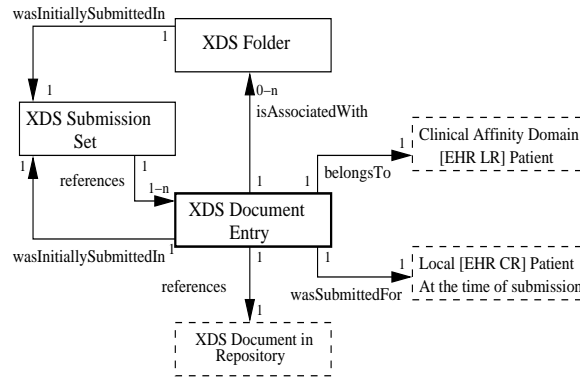 wasInitiallySubmittedIn
1
XDS Folder
1
0-n
isAssociatedWith
XDS Submission
Set
1
1
references
1-n
Clinical Affinity Domain
[EHR LR] Patient
1
belongsTo
1
1
XDS Document
Entry
1
wasInitiallySubmittedIn
1
1
references
1
wasSubmittedFor
1
Local [EHR CR] Patient
At the time of submission
1
XDS Document in
Repository